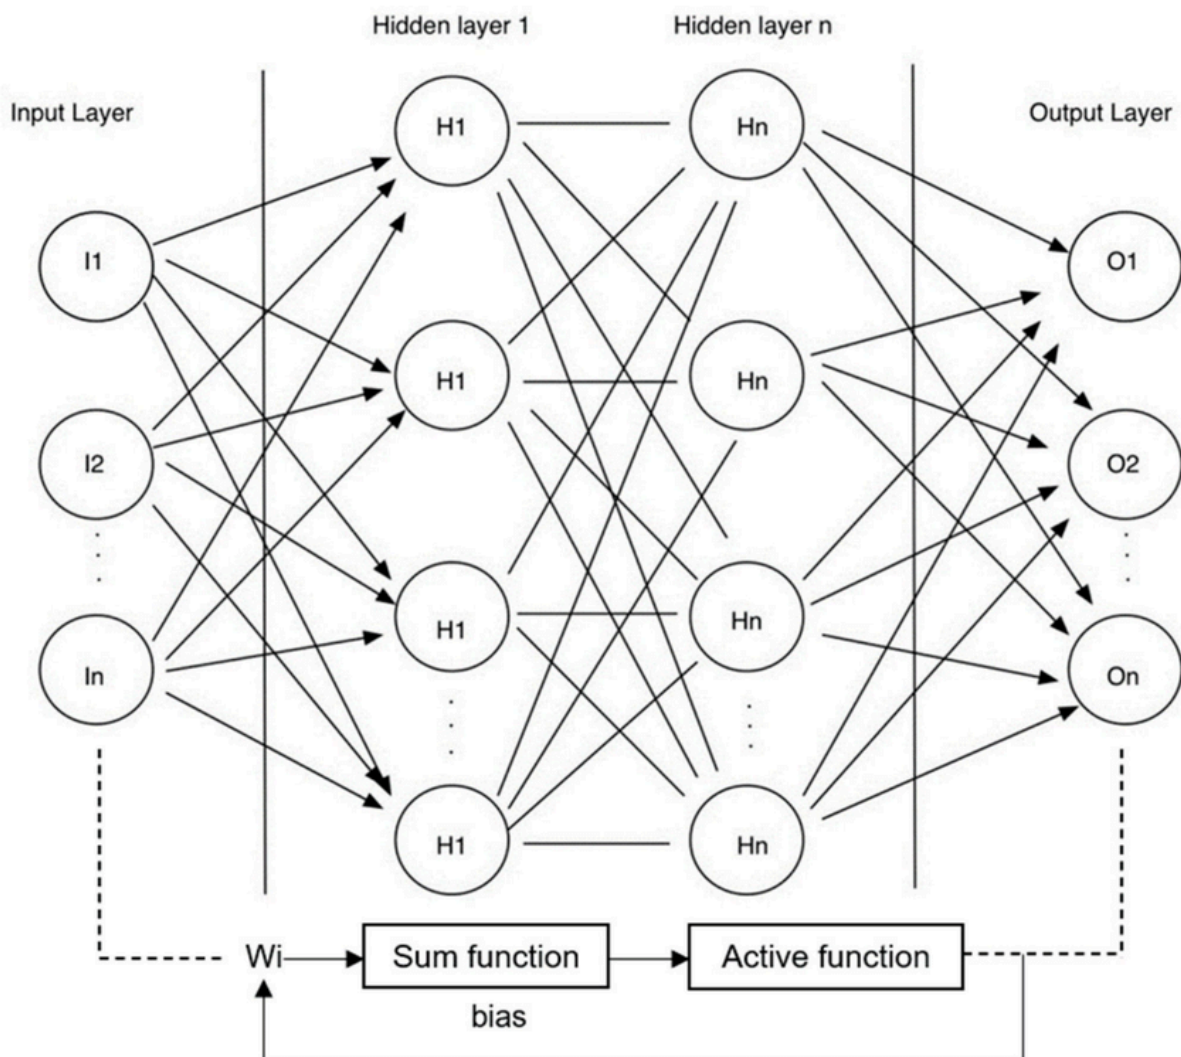 Hidden layer 1
Hidden layer n
Input Layer
Output Layer
I1
I2
In
H1
H1
H1
H1
Hn
Hn
Hn
Hn
O1
O2
On
Wi
Sum function
Active function
bias